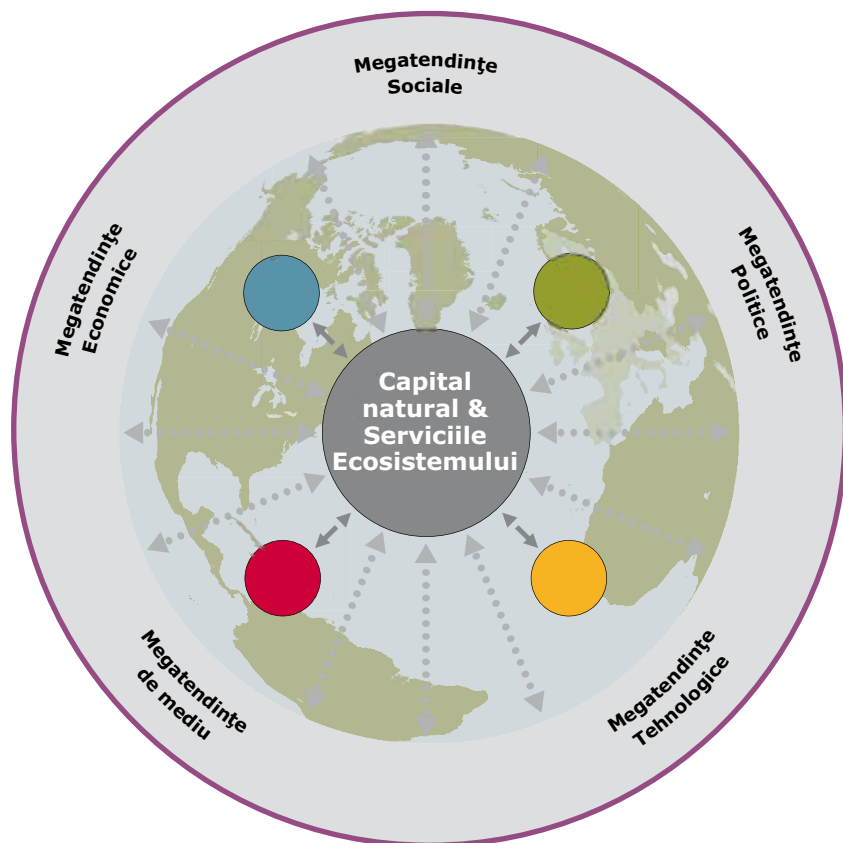 Megatendinţe
Sociale
Megatendinţe
Economice
Megatendinţe
Politice
Capital
natural &
Serviciile
Ecosistemului
Megatendinţe
de mediu
Megatendinţe
Tehnologice